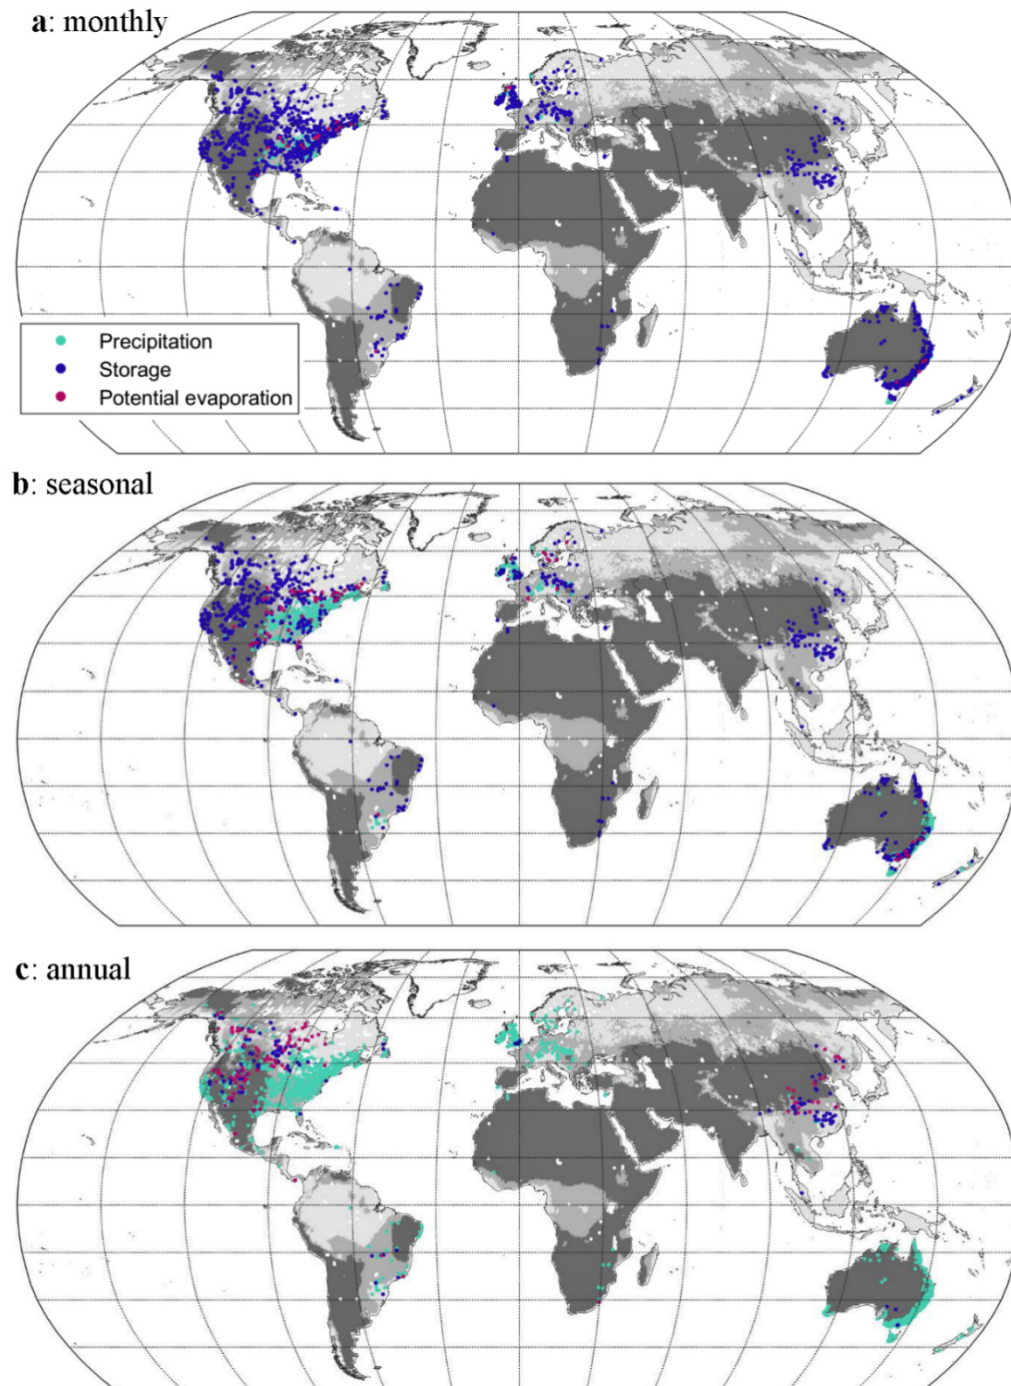 a: monthly
Precipitation
Storage
Potential evaporation
b: seasonal
c: annual